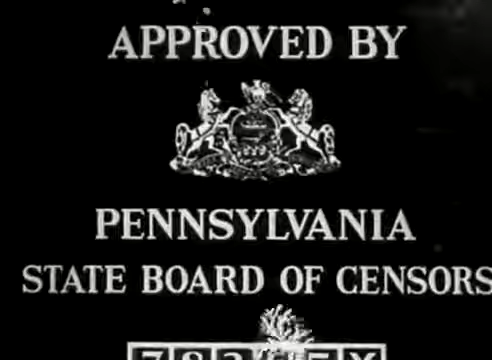 APPROVED BY
PENNSYLVANIA
STATE BOARD OF CENSORS